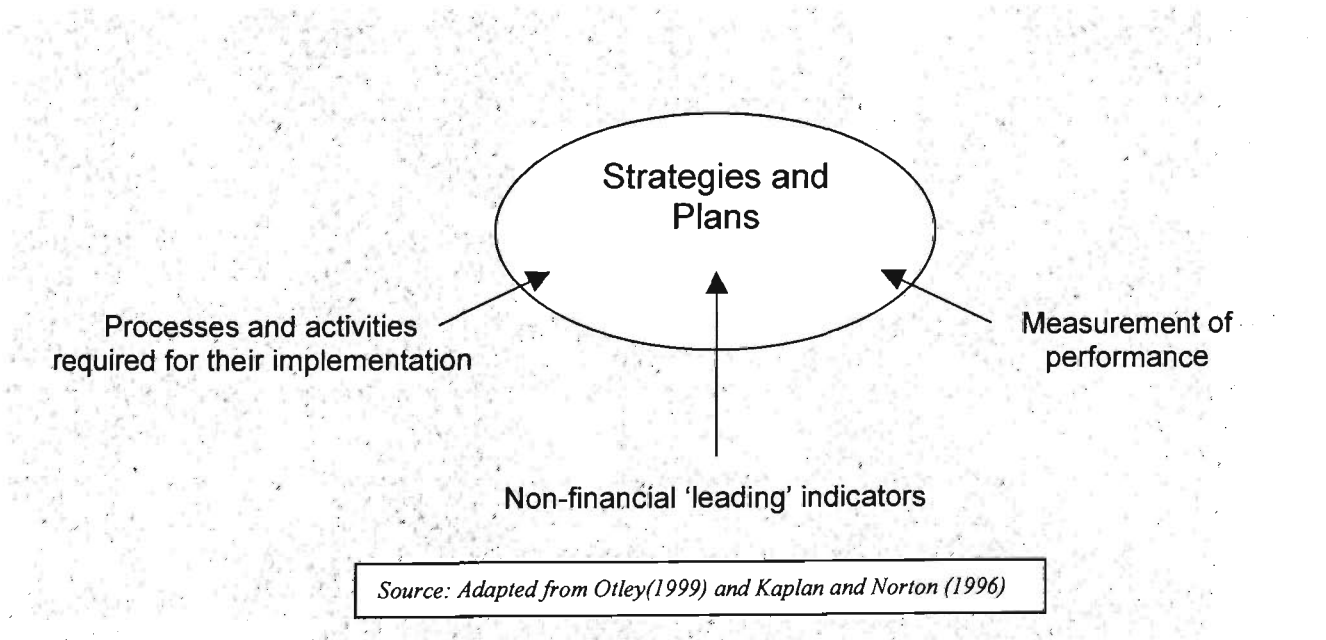 Strategies and
Plans
Processes and activities
required for their implementation
Measurement of
performance
Non-financial ‘leading’ indicators
Source: Adapted from Otley(1999) and Kaplan and Norton (1996)